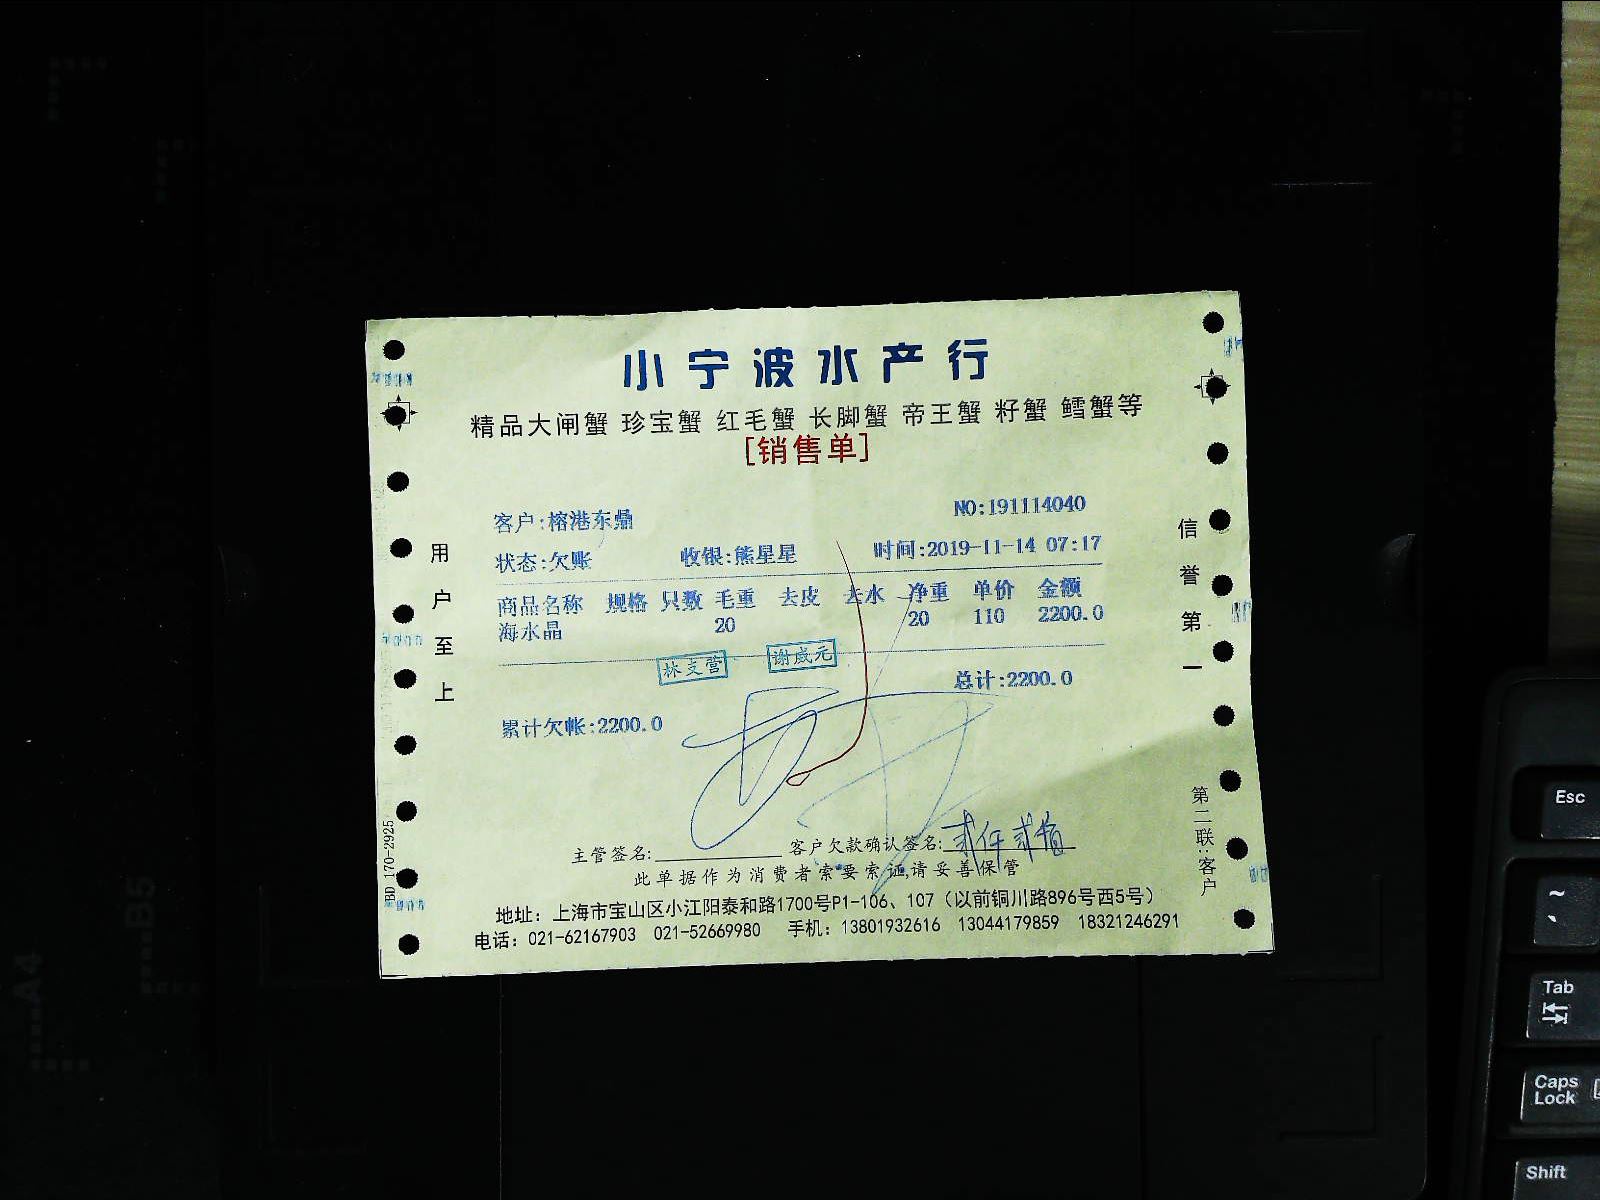 小宁波水产行
精品大闸蟹 珍宝蟹 红毛蟹 长脚蟹 帝王蟹 籽蟹 鳕蟹等
[销售单]
NO:191114040
客户:榕港东鼎
状态:欠账 收银:熊星星 时间:2019-11-14 07:17
商品名称 规格 只数 毛重 去皮 去水 净重 单价 金额
海水晶 20 20 110 2200.0
林支营 谢威元
总计:2200.0
累计欠帐:2200.0
主管签名: 客户欠款确认签名:
此单据作为消费者索要索证,请妥善保管
地址：上海市宝山区小江阳泰和路1700号P1-106、107（以前铜川路896号西5号）
电话：021-62167903 021-52669980 手机：13801932616 13044179859 18321246291
用户至上
信誉第一
第二联:客户
BD 170-2925
A4
B5
Esc
~
Tab
Caps Lock
Shift